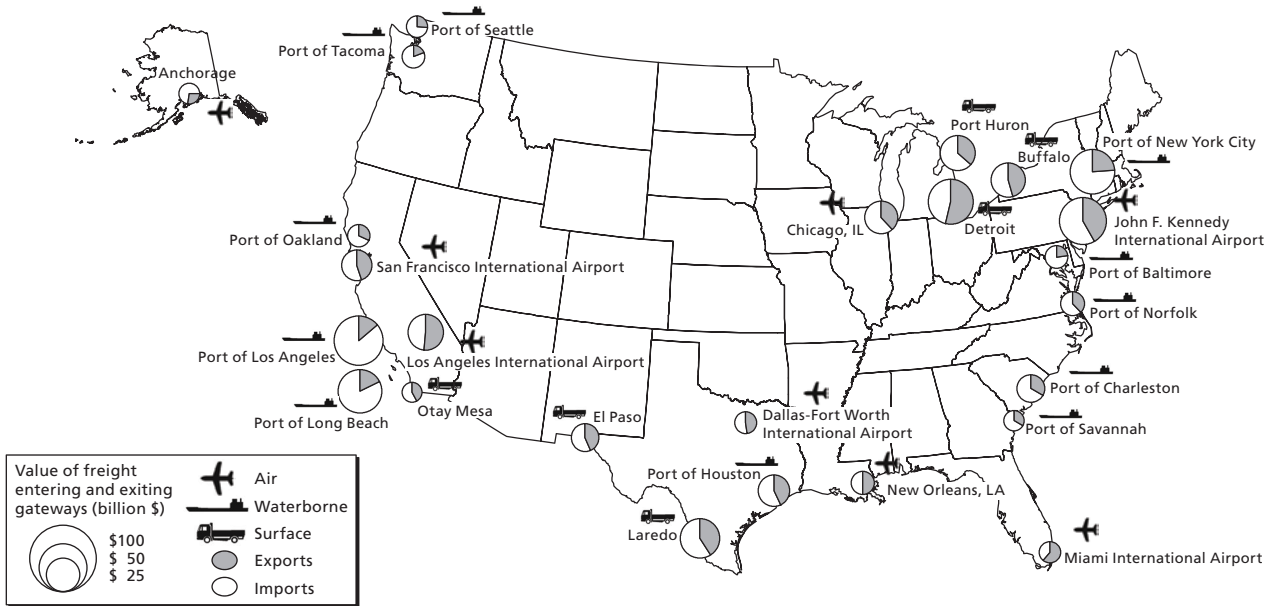 Port of Seattle
Port of Tacoma
Anchorage
Port Huron
Buffalo
Port of New York City
Chicago, IL
Detroit
John F. Kennedy
International Airport
Port of Oakland
San Francisco International Airport
Port of Baltimore
Port of Norfolk
Port of Los Angeles
Los Angeles International Airport
Port of Long Beach
Otay Mesa
El Paso
Dallas-Fort Worth
International Airport
Port of Charleston
Port of Savannah
Port of Houston
New Orleans, LA
Laredo
Miami International Airport
Value of freight
entering and exiting
gateways (billion $)
$100
$ 50
$ 25
Air
Waterborne
Surface
Exports
Imports